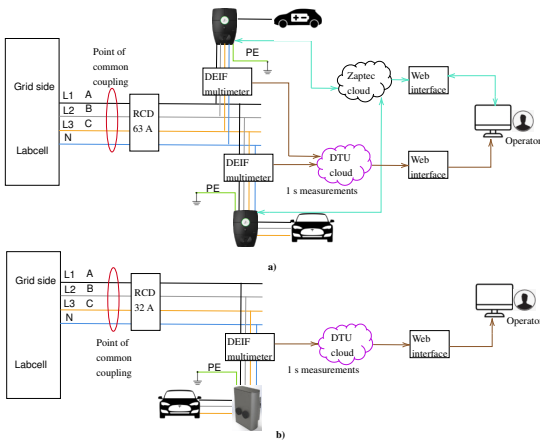 PE
Point of
common
coupling
DEIF
multimeter
Zaptec
cloud
Web
interface
Grid side
L1 A
L2 B
L3 C
N
RCD
63 A
Operator
Labcell
DEIF
multimeter
DTU
cloud
Web
interface
PE
1 s measurements
a)
Grid side
L1 A
L2 B
L3 C
N
RCD
32 A
Operator
Point of
common
coupling
DEIF
multimeter
DTU
cloud
Web
interface
Labcell
PE
1 s measurements
b)